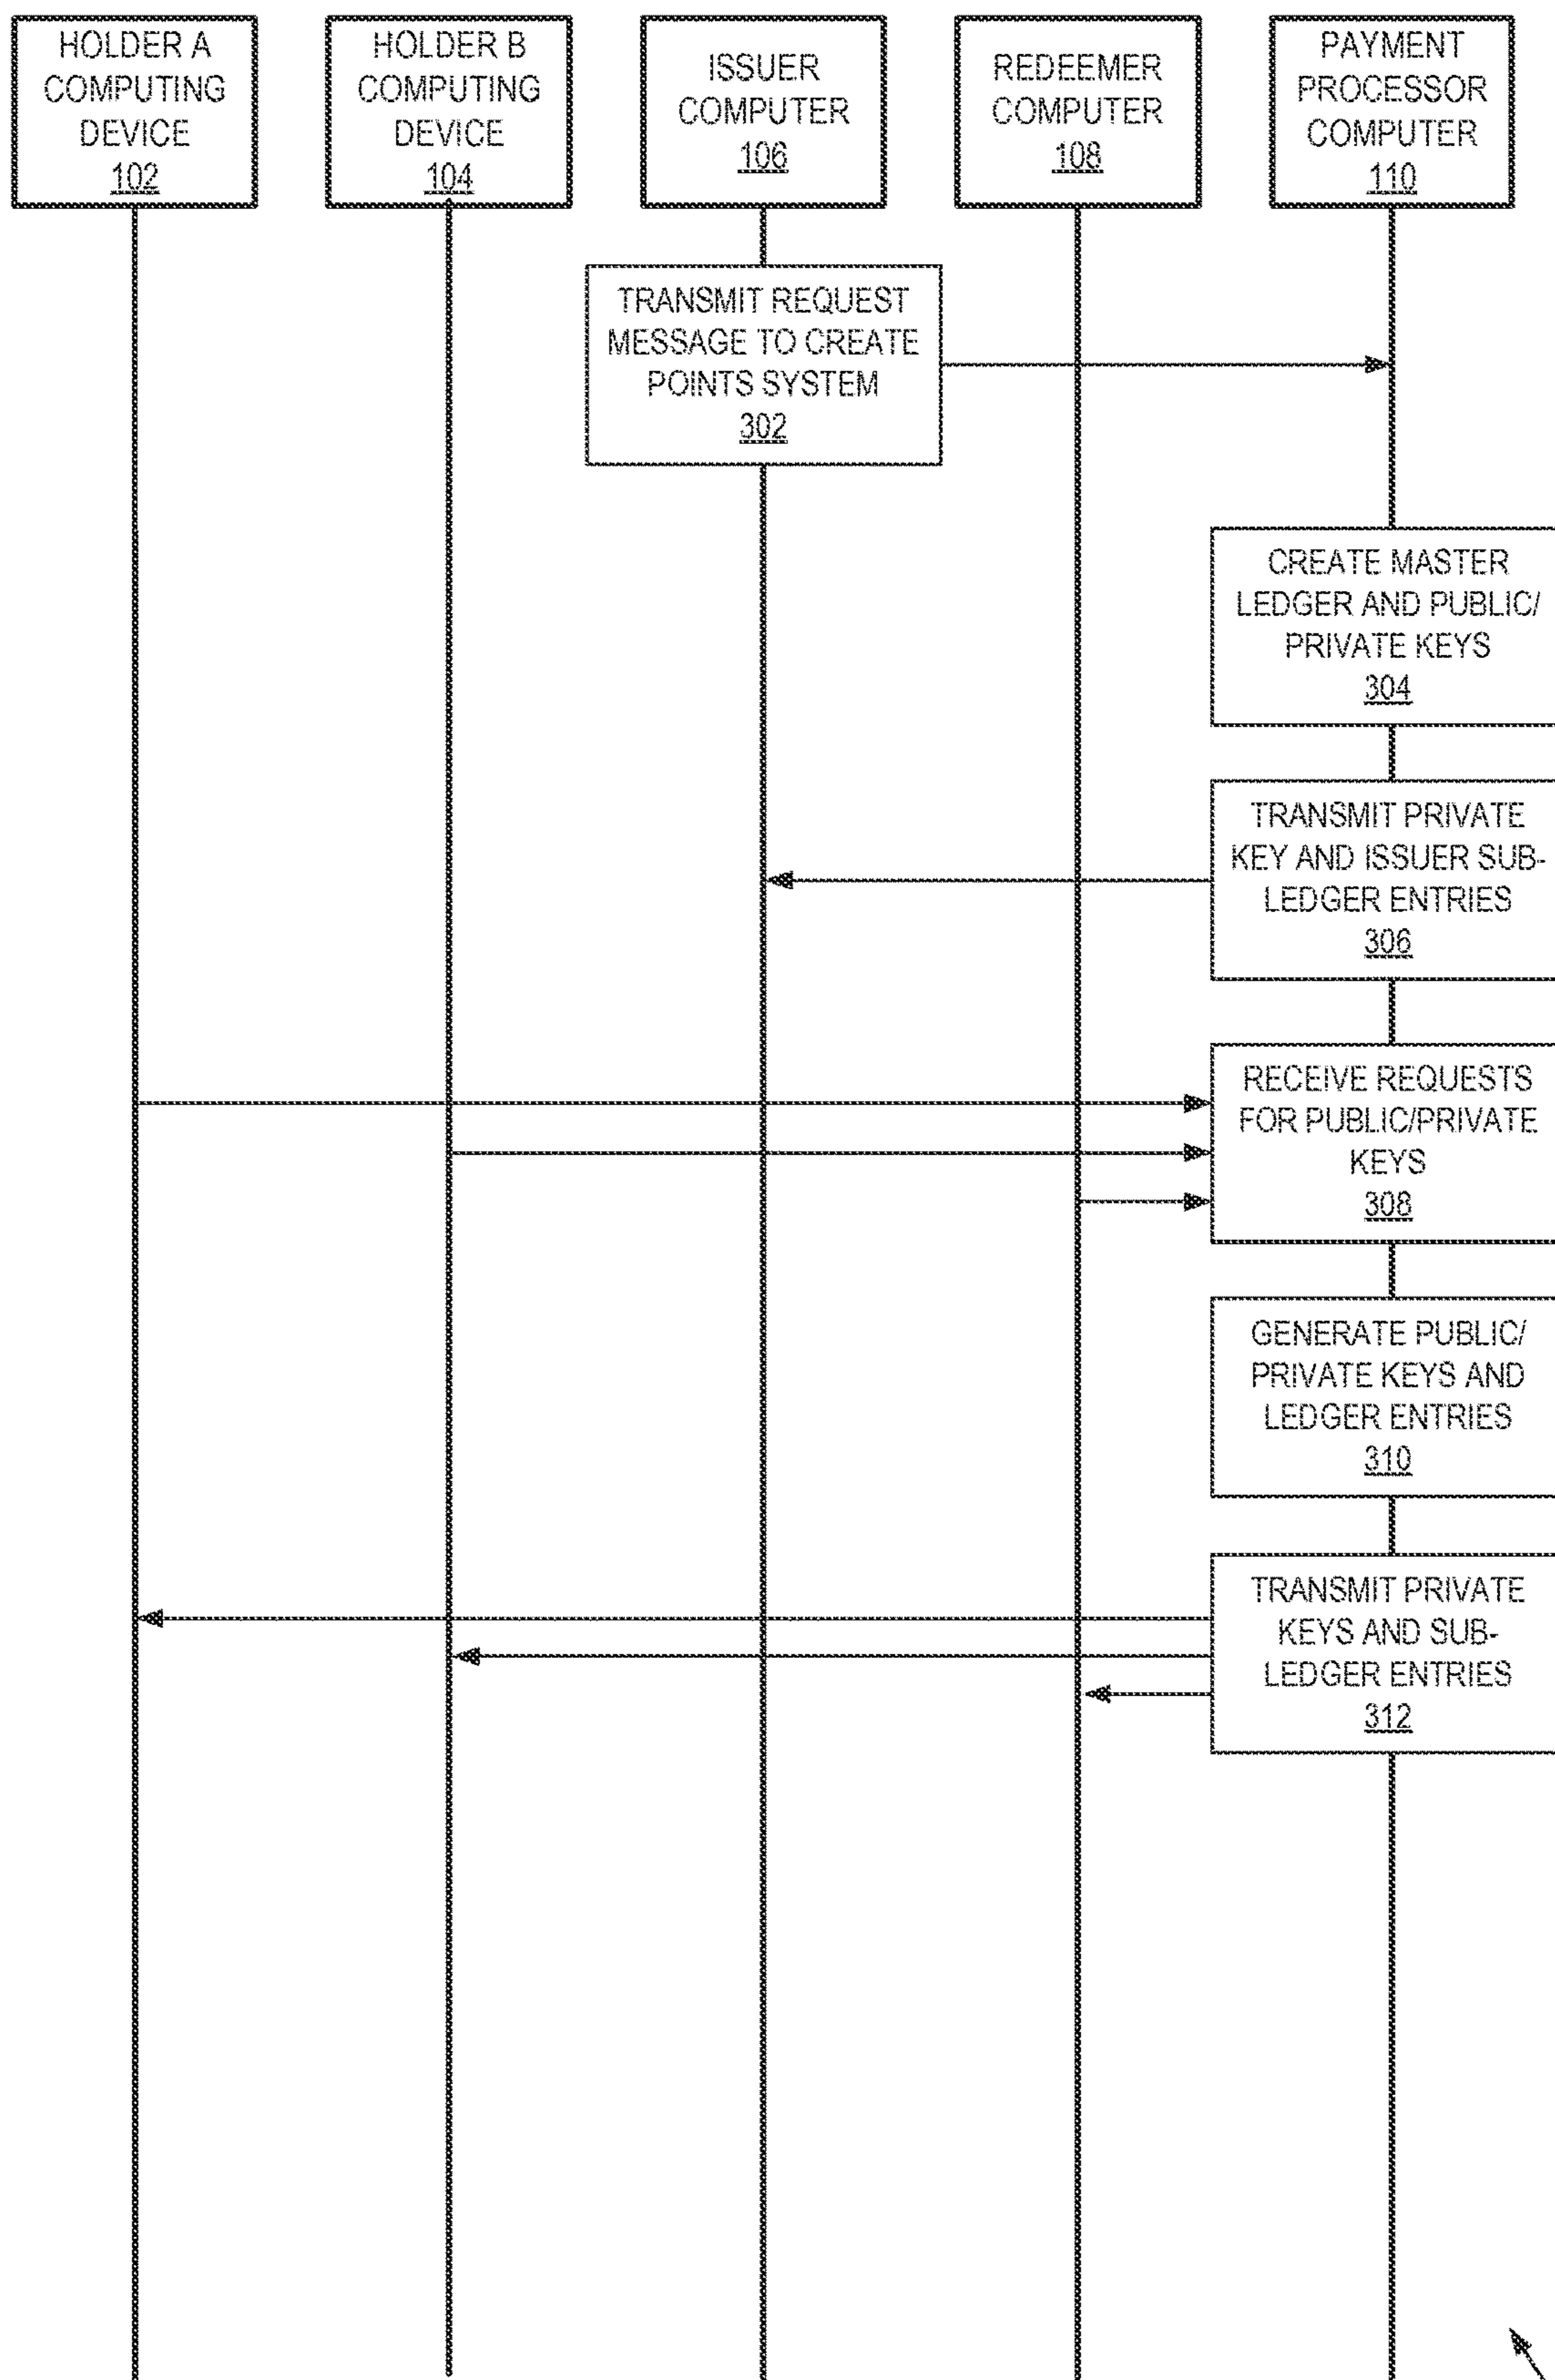 HOLDER A
COMPUTING
DEVICE
102
HOLDER B
COMPUTING
DEVICE
104
ISSUER
COMPUTER
106
REDEEMER
COMPUTER
108
PAYMENT
PROCESSOR
COMPUTER
110
TRANSMIT REQUEST
MESSAGE TO CREATE
POINTS SYSTEM
302
CREATE MASTER
LEDGER AND PUBLIC/
PRIVATE KEYS
304
TRANSMIT PRIVATE
KEY AND ISSUER SUB-
LEDGER ENTRIES
306
RECEIVE REQUESTS
FOR PUBLIC/PRIVATE
KEYS
308
GENERATE PUBLIC/
PRIVATE KEYS AND
LEDGER ENTRIES
310
TRANSMIT PRIVATE
KEYS AND SUB-
LEDGER ENTRIES
312